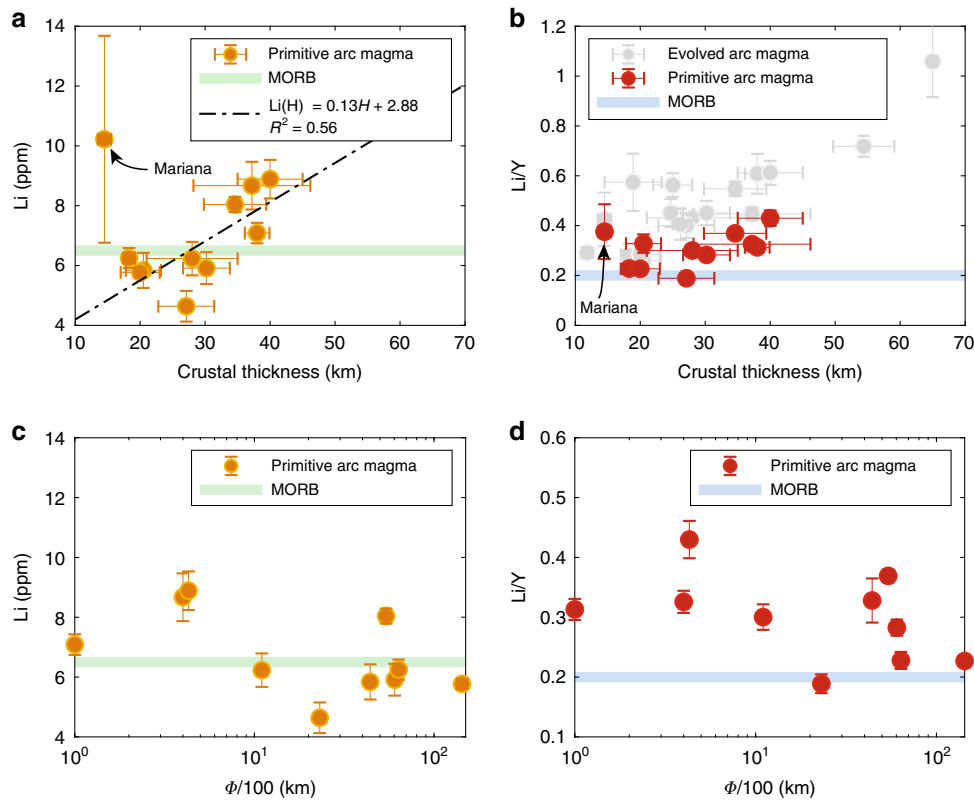 a
14
12
10
8
6
4
Li (ppm)
Primitive arc magma
MORB
Li(H) = 0.13H + 2.88
R² = 0.56
Mariana
10 20 30 40 50 60 70
Crustal thickness (km)
b
1.2
1
0.8
0.6
0.4
0.2
0
Li/Y
Evolved arc magma
Primitive arc magma
MORB
Mariana
10 20 30 40 50 60 70
Crustal thickness (km)
c
14
12
10
8
6
4
Li (ppm)
Primitive arc magma
MORB
10⁰ 10¹ 10²
Φ/100 (km)
d
0.6
0.5
0.4
0.3
0.2
0.1
Li/Y
Primitive arc magma
MORB
10⁰ 10¹ 10²
Φ/100 (km)